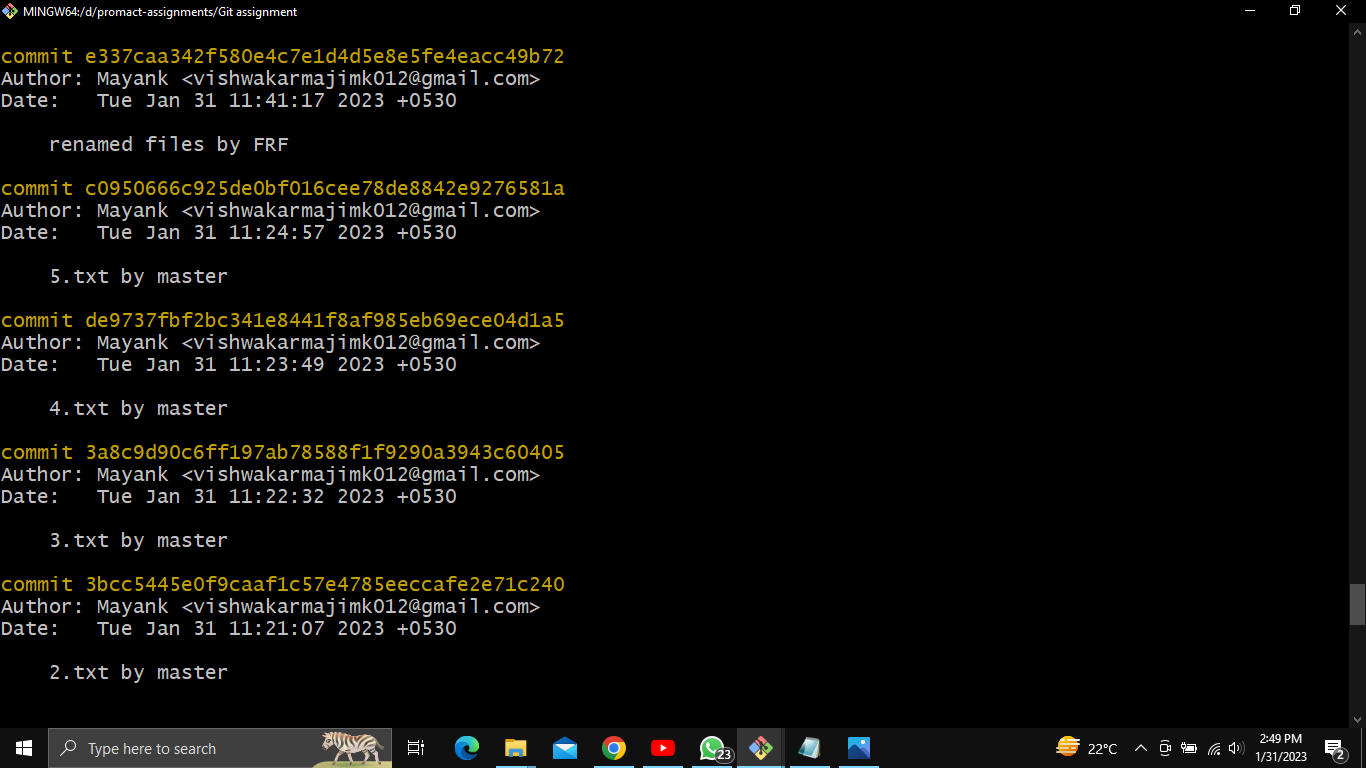 MINGW64:/d/promact-assignments/Git assignment
commit e337caa342f580e4c7e1d4d5e8e5fe4eacc49b72
Author: Mayank <vishwakarmajimk012@gmail.com>
Date:   Tue Jan 31 11:41:17 2023 +0530
renamed files by FRF
commit c0950666c925de0bf016cee78de8842e9276581a
Author: Mayank <vishwakarmajimk012@gmail.com>
Date:   Tue Jan 31 11:24:57 2023 +0530
5.txt by master
commit de9737fbf2bc341e8441f8af985eb69ece04d1a5
Author: Mayank <vishwakarmajimk012@gmail.com>
Date:   Tue Jan 31 11:23:49 2023 +0530
4.txt by master
commit 3a8c9d90c6ff197ab78588f1f9290a3943c60405
Author: Mayank <vishwakarmajimk012@gmail.com>
Date:   Tue Jan 31 11:22:32 2023 +0530
3.txt by master
commit 3bcc5445e0f9caaf1c57e4785eeccafe2e71c240
Author: Mayank <vishwakarmajimk012@gmail.com>
Date:   Tue Jan 31 11:21:07 2023 +0530
2.txt by master
Type here to search
23
22°C
2:49 PM
1/31/2023
2